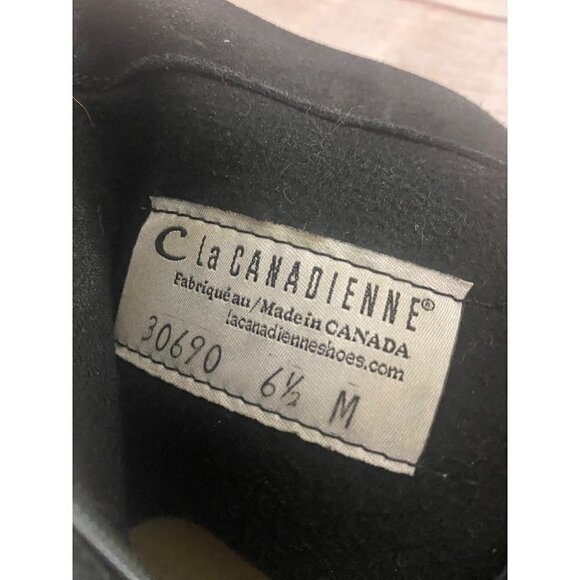 C La CANADIENNE®
Fabriqué au/Made in CANADA
lacanadienneshoes.com
30690 6½ M